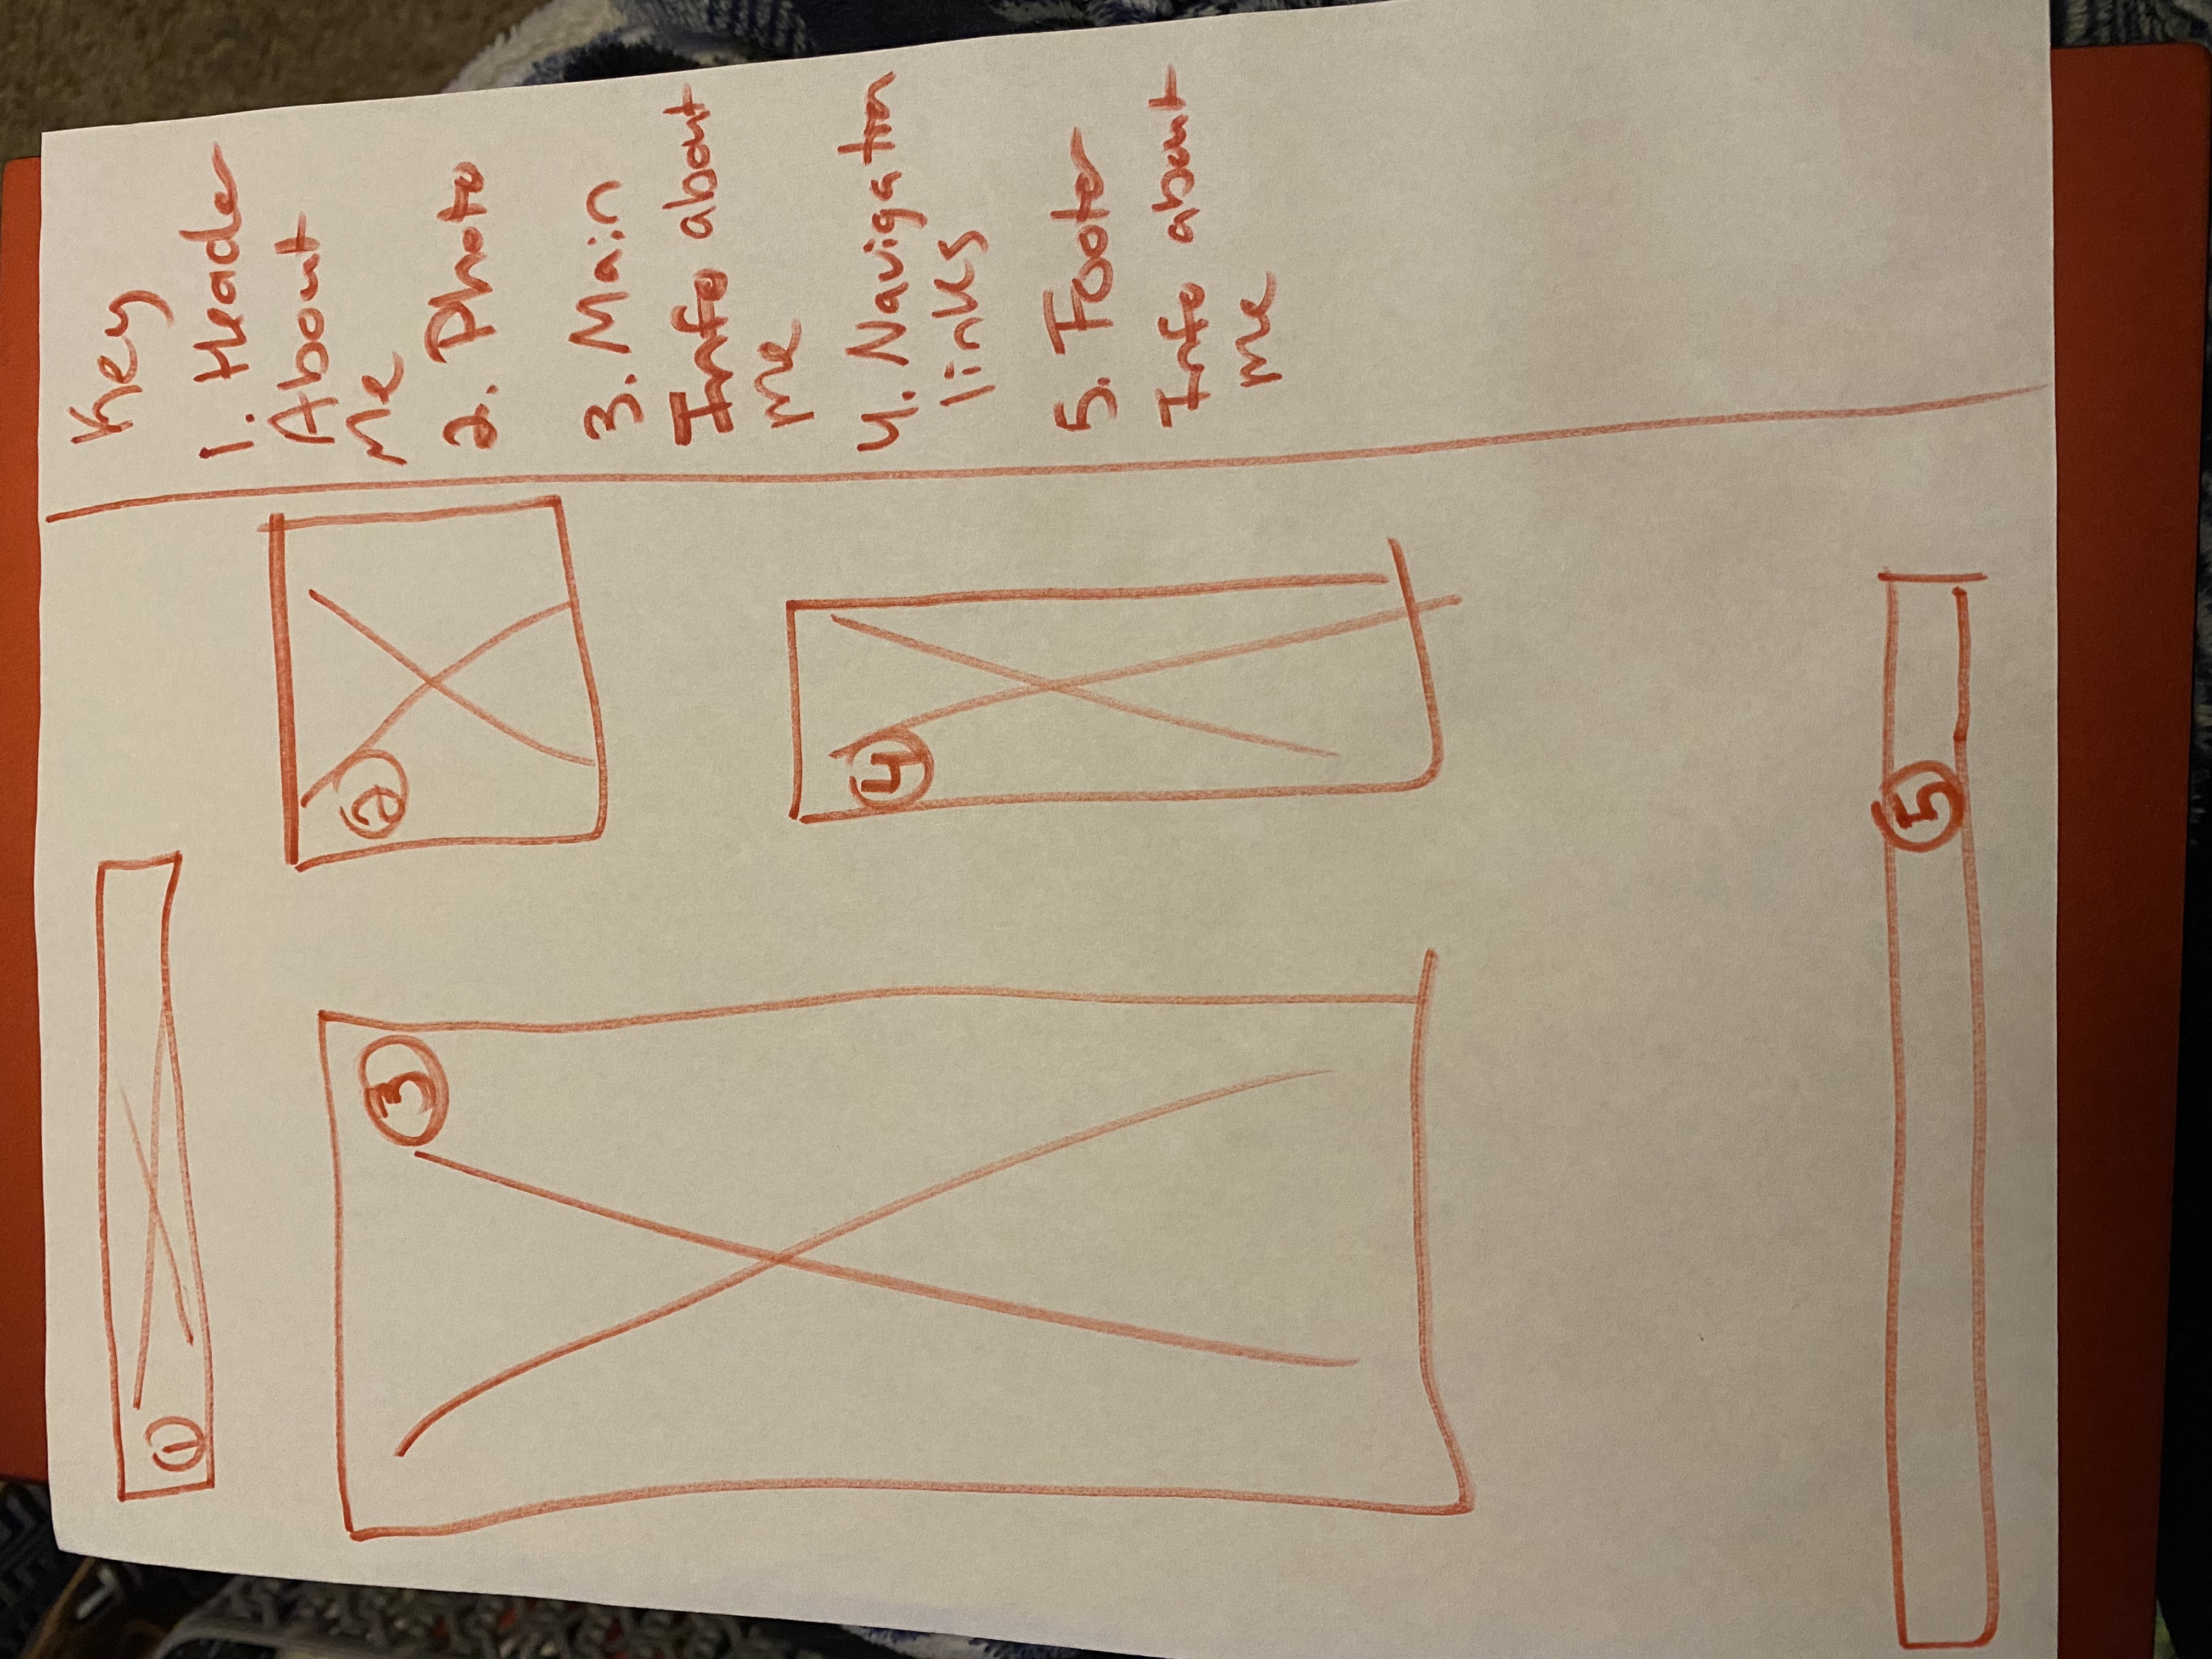 1
2
3
4
5
Key
1. Header
About
Me
2. Photo
3. Main
Info about
me
4. Navigation
links
5. Footer
Info about
me